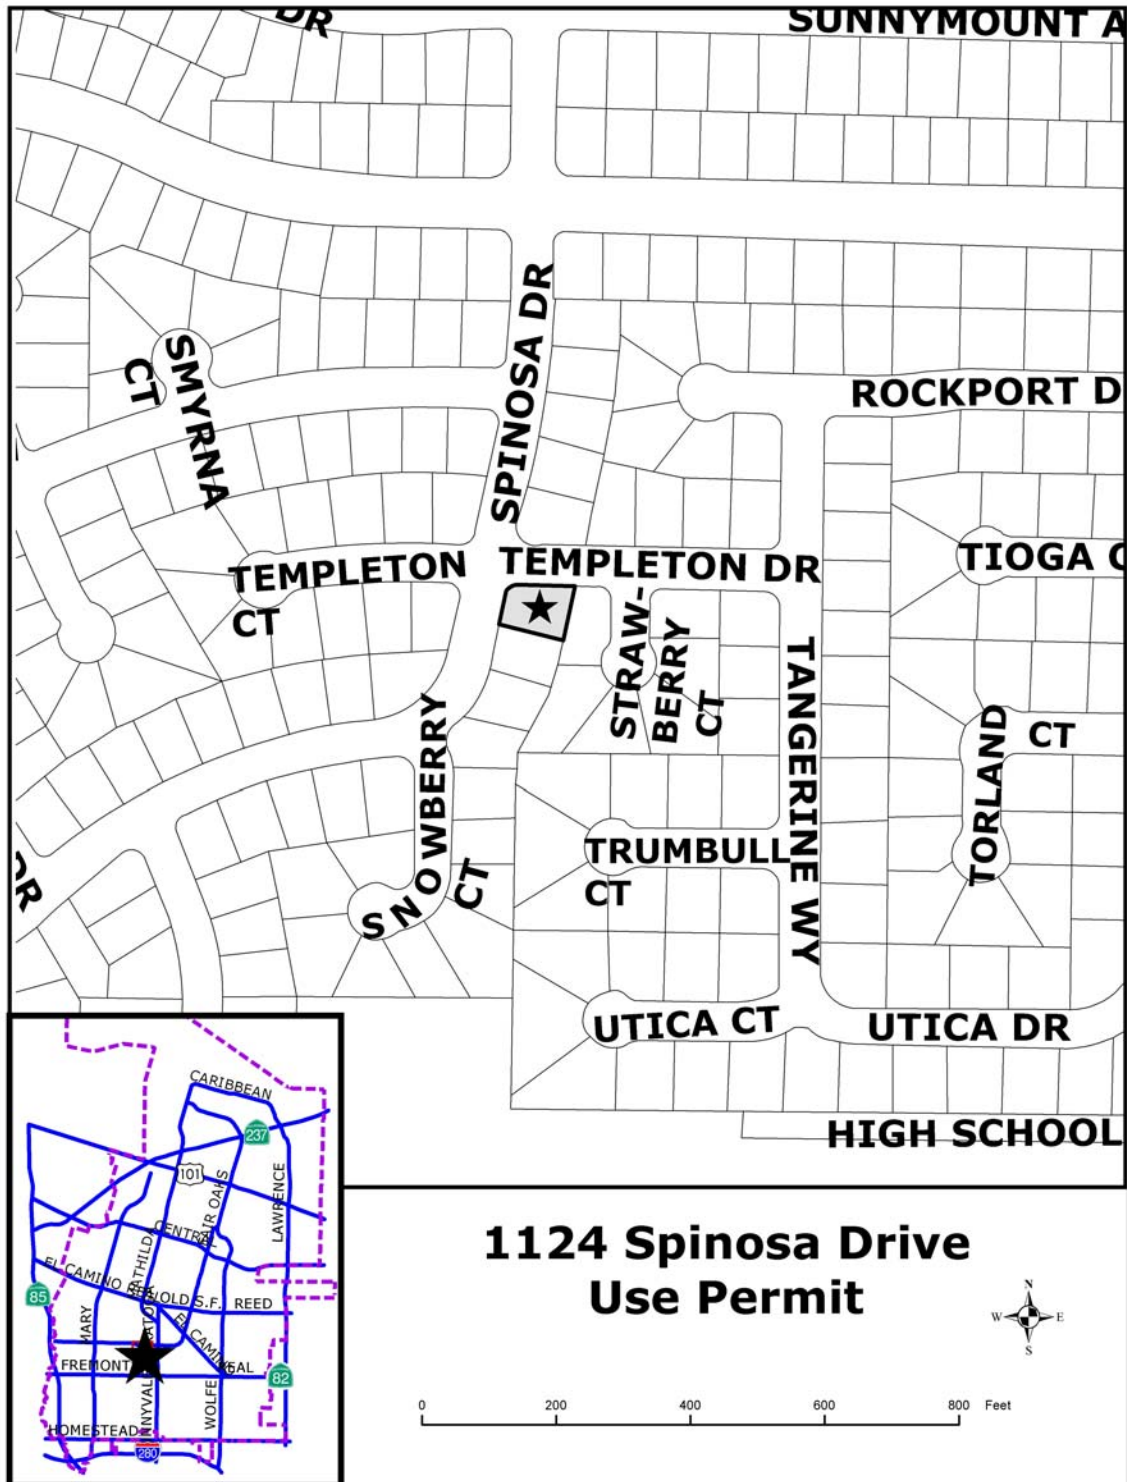 DR
SUNNYMOUNT A
SPINOSA DR
SMYRNA
CT
ROCKPORT D
TEMPLETON
CT
TEMPLETON DR
TIOGA C
STRAW-
BERRY
CT
TANGERINE WY
SNOWBERRY
CT
TORLAND
CT
TRUMBULL
CT
DR
UTICA CT
UTICA DR
HIGH SCHOOL
CARIBBEAN
237
101
FAIR OAKS
LAWRENCE
CENTRAL
MATHILDA
EL CAMINO
OLD S.F.
REED
85
MARY
EL CAMINO
FREMONT
82
WOLFE
HOMESTEAD
280
1124 Spinosa Drive
Use Permit
N
W E
S
0 200 400 600 800 Feet